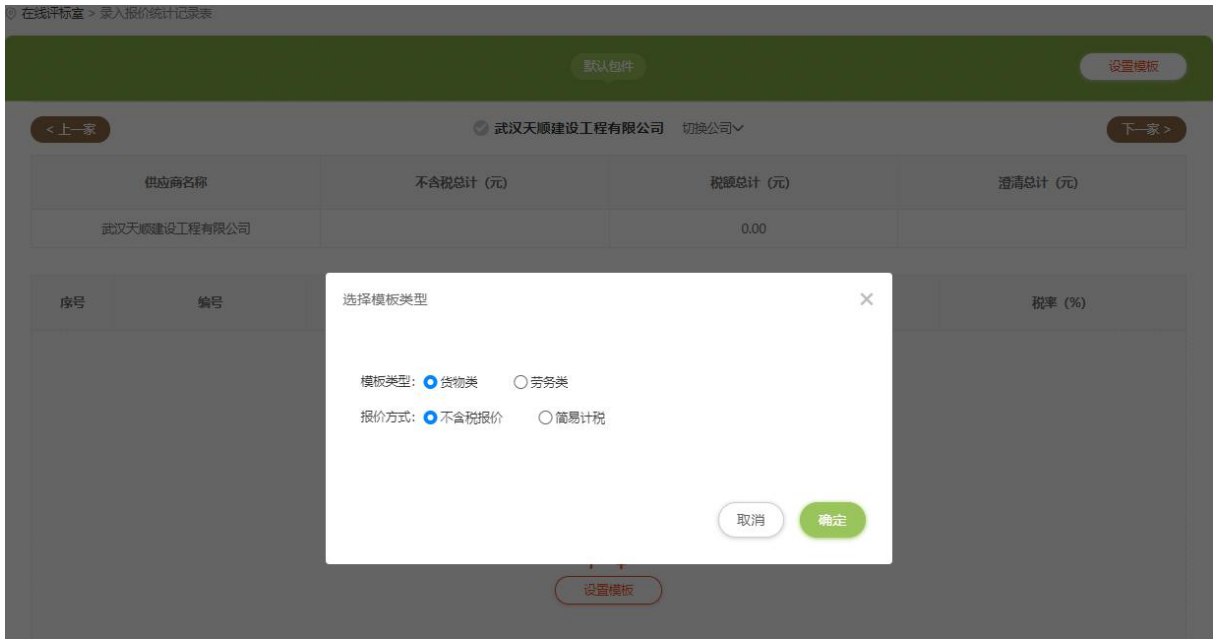 在线评标室 > 录入报价统计记录表
默认包件
设置模板
< 上一家
武汉天顺建设工程有限公司 切换公司
下一家 >
供应商名称 不含税总计（元） 税额总计（元） 澄清总计（元）
武汉天顺建设工程有限公司 0.00
序号 编号 税率（%）
选择模板类型
模板类型: 货物类 劳务类
报价方式: 不含税报价 简易计税
取消 确定
设置模板